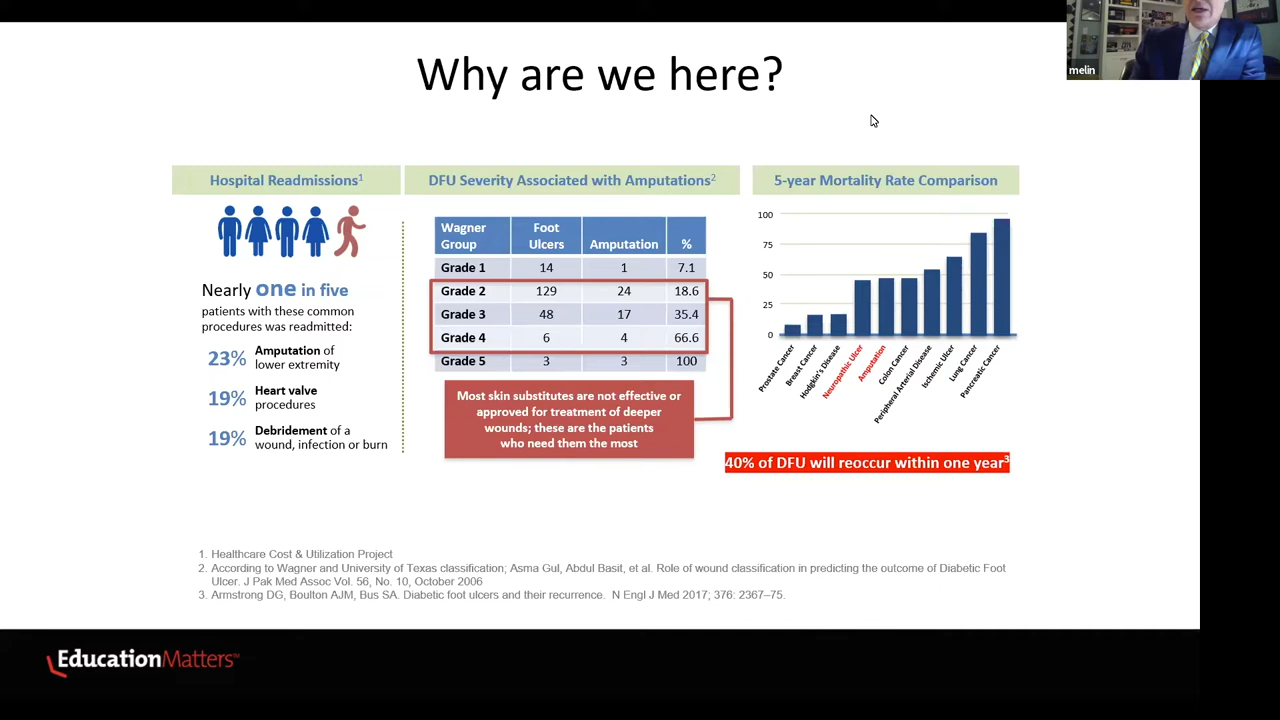 melin
Why are we here?
Hospital Readmissions1
Nearly one in five
patients with these common
procedures was readmitted:
23% Amputation of
lower extremity
19% Heart valve
procedures
19% Debridement of a
wound, infection or burn
DFU Severity Associated with Amputations2
Wagner Group Foot Ulcers Amputation %
Grade 1 14 1 7.1
Grade 2 129 24 18.6
Grade 3 48 17 35.4
Grade 4 6 4 66.6
Grade 5 3 3 100
Most skin substitutes are not effective or
approved for treatment of deeper
wounds; these are the patients
who need them the most
5-year Mortality Rate Comparison
100
75
50
25
0
Prostate Cancer
Breast Cancer
Hodgkin's Disease
Neuropathic Ulcer
Amputation
Colon Cancer
Peripheral Arterial Disease
Ischemic Ulcer
Lung Cancer
Pancreatic Cancer
40% of DFU will reoccur within one year3
1. Healthcare Cost & Utilization Project
2. According to Wagner and University of Texas classification; Asma Gul, Abdul Basit, et al. Role of wound classification in predicting the outcome of Diabetic Foot
Ulcer. J Pak Med Assoc Vol. 56, No. 10, October 2006
3. Armstrong DG, Boulton AJM, Bus SA. Diabetic foot ulcers and their recurrence. N Engl J Med 2017; 376: 2367–75.
EducationMatters™